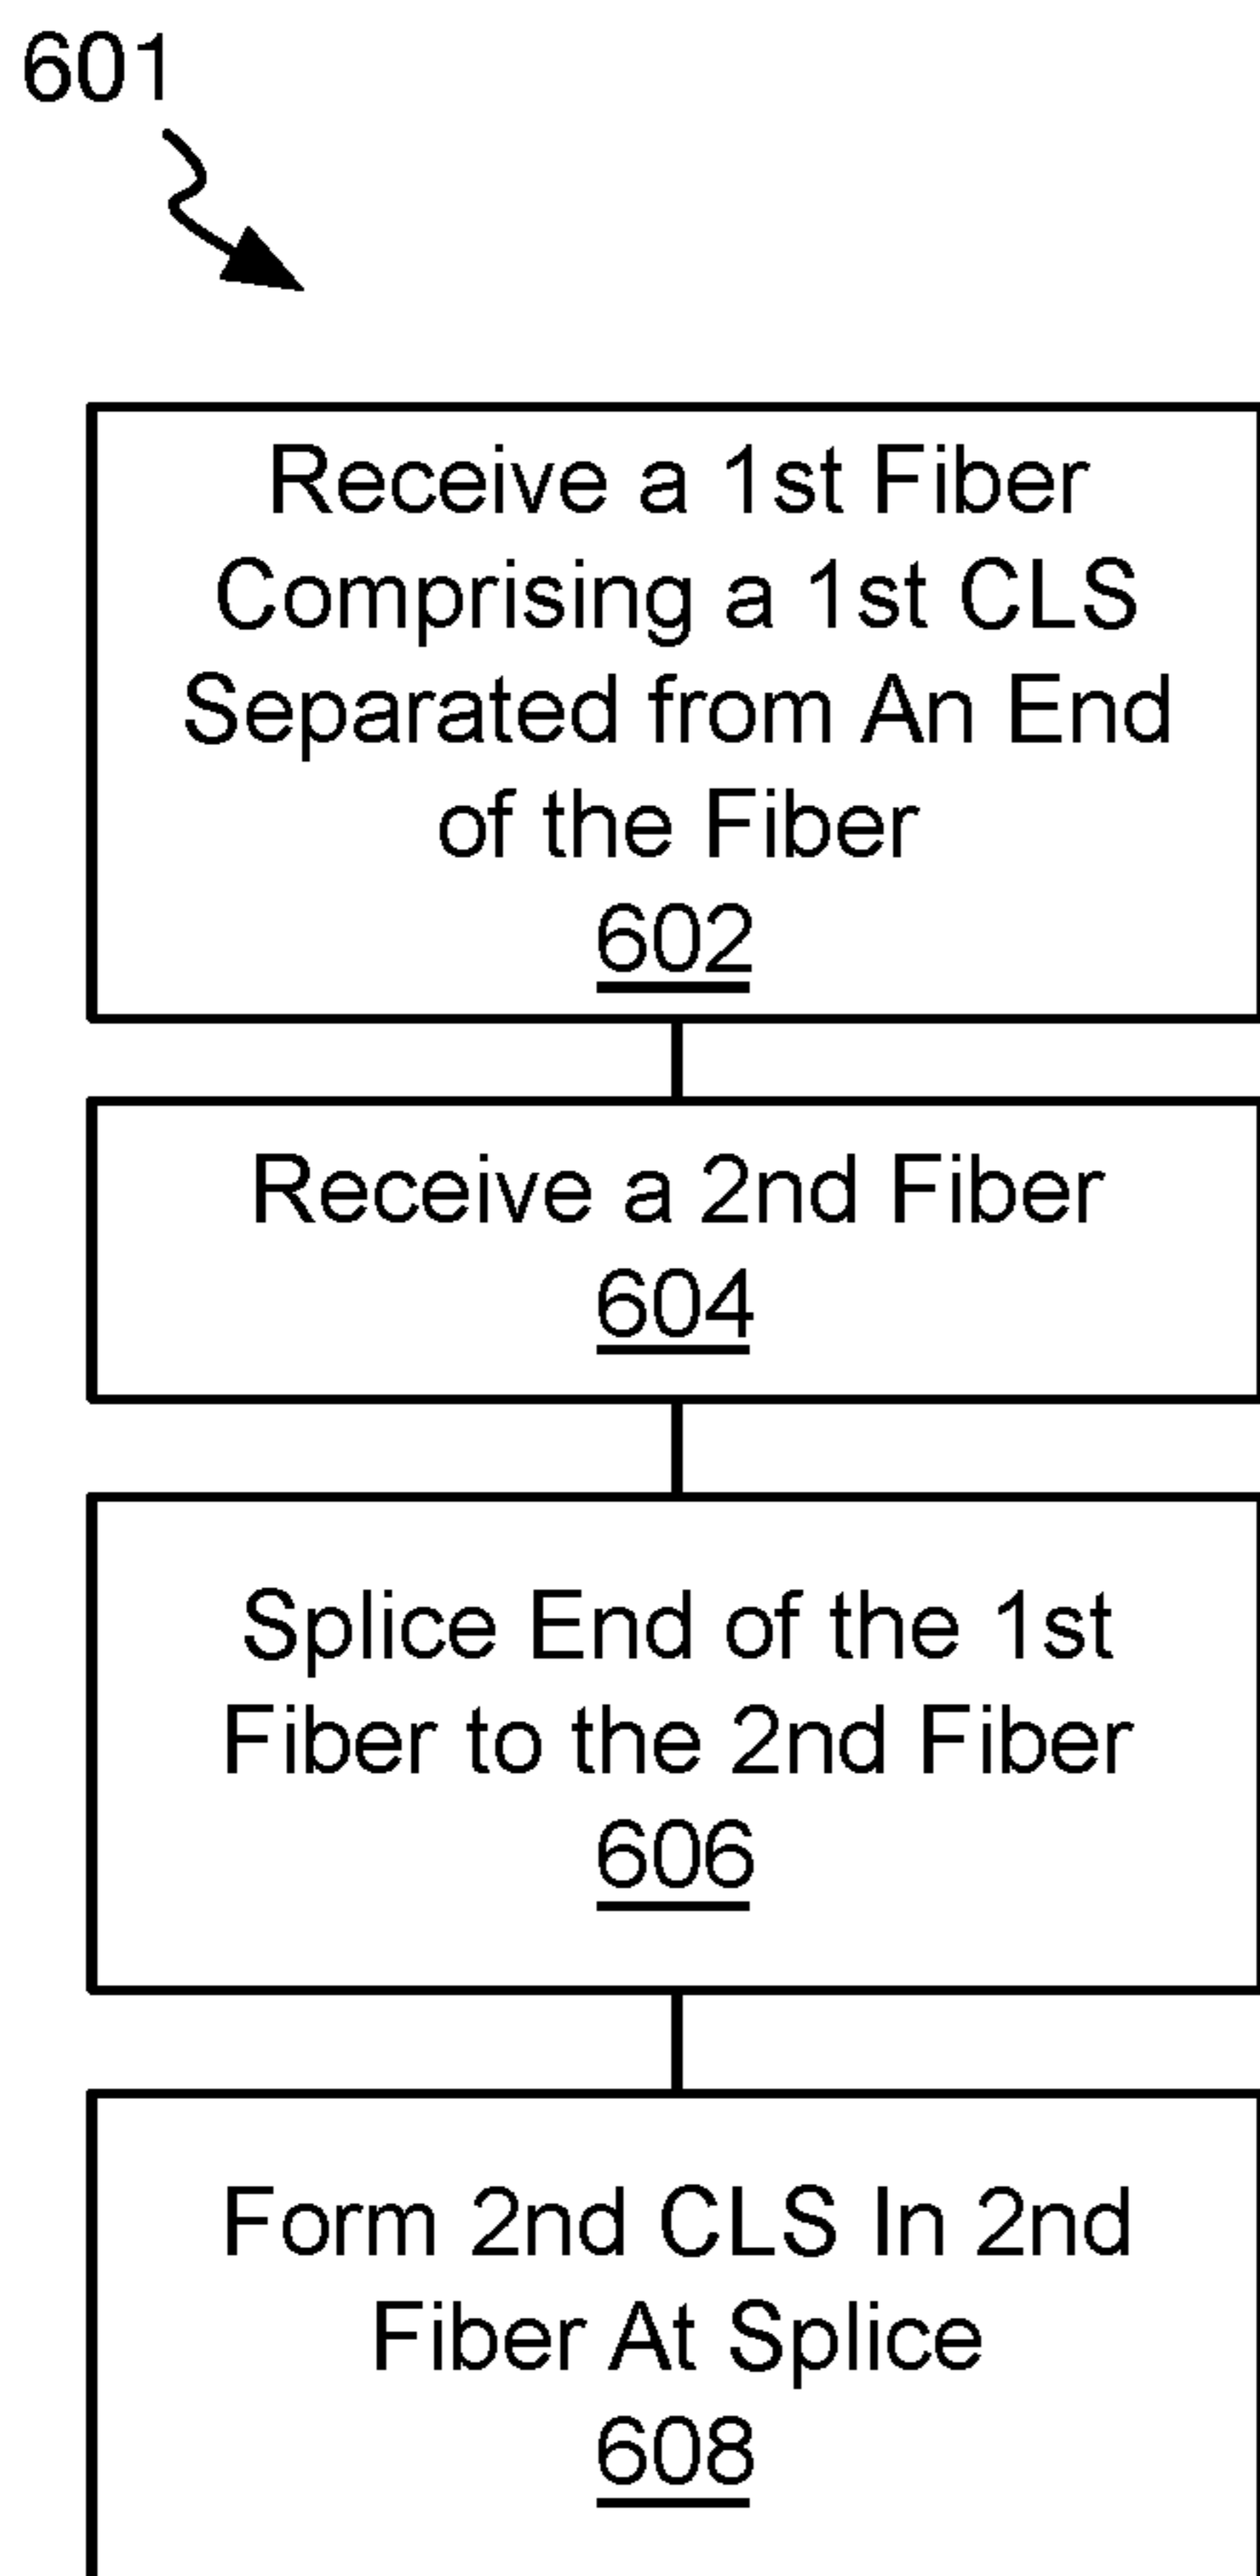 601
Receive a 1st Fiber
Comprising a 1st CLS
Separated from An End
of the Fiber
602
Receive a 2nd Fiber
604
Splice End of the 1st
Fiber to the 2nd Fiber
606
Form 2nd CLS In 2nd
Fiber At Splice
608